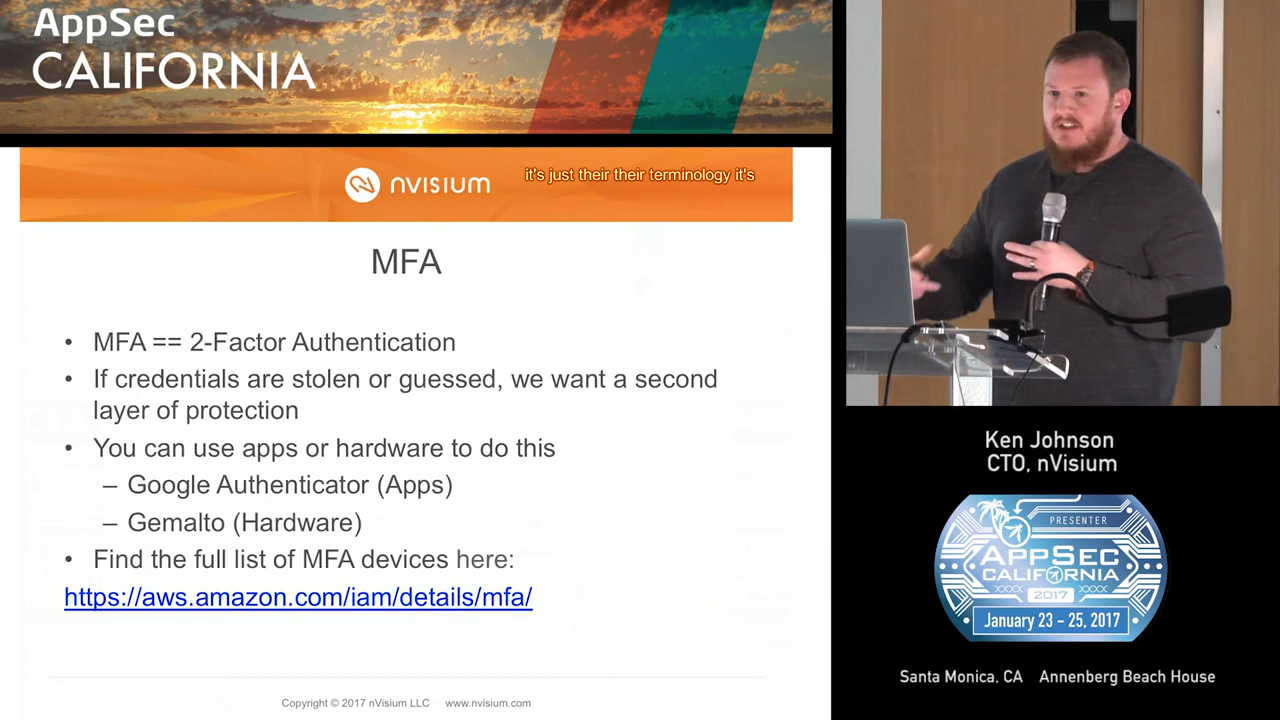 AppSec
CALIFORNIA
nVISIUM
it's just their their terminology it's
MFA
• MFA == 2-Factor Authentication
• If credentials are stolen or guessed, we want a second
layer of protection
• You can use apps or hardware to do this
– Google Authenticator (Apps)
– Gemalto (Hardware)
• Find the full list of MFA devices here:
https://aws.amazon.com/iam/details/mfa/
Copyright © 2017 nVisium LLC · www.nvisium.com
Ken Johnson
CTO, nVisium
PRESENTER
APPSEC
CALIFORNIA
XXXX 2017 XXXX
January 23 - 25, 2017
Santa Monica, CA Annenberg Beach House